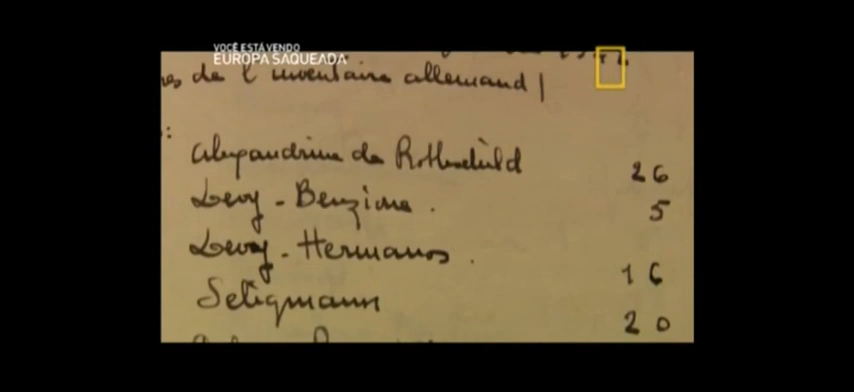 VOCÊ ESTÁ VENDO
EUROPA SAQUEADA
de l'inventaire allemand
Alexandrine de Rothschild 26
Levy - Benzione. 5
Levy - Hermanos. 16
Seligmann 20